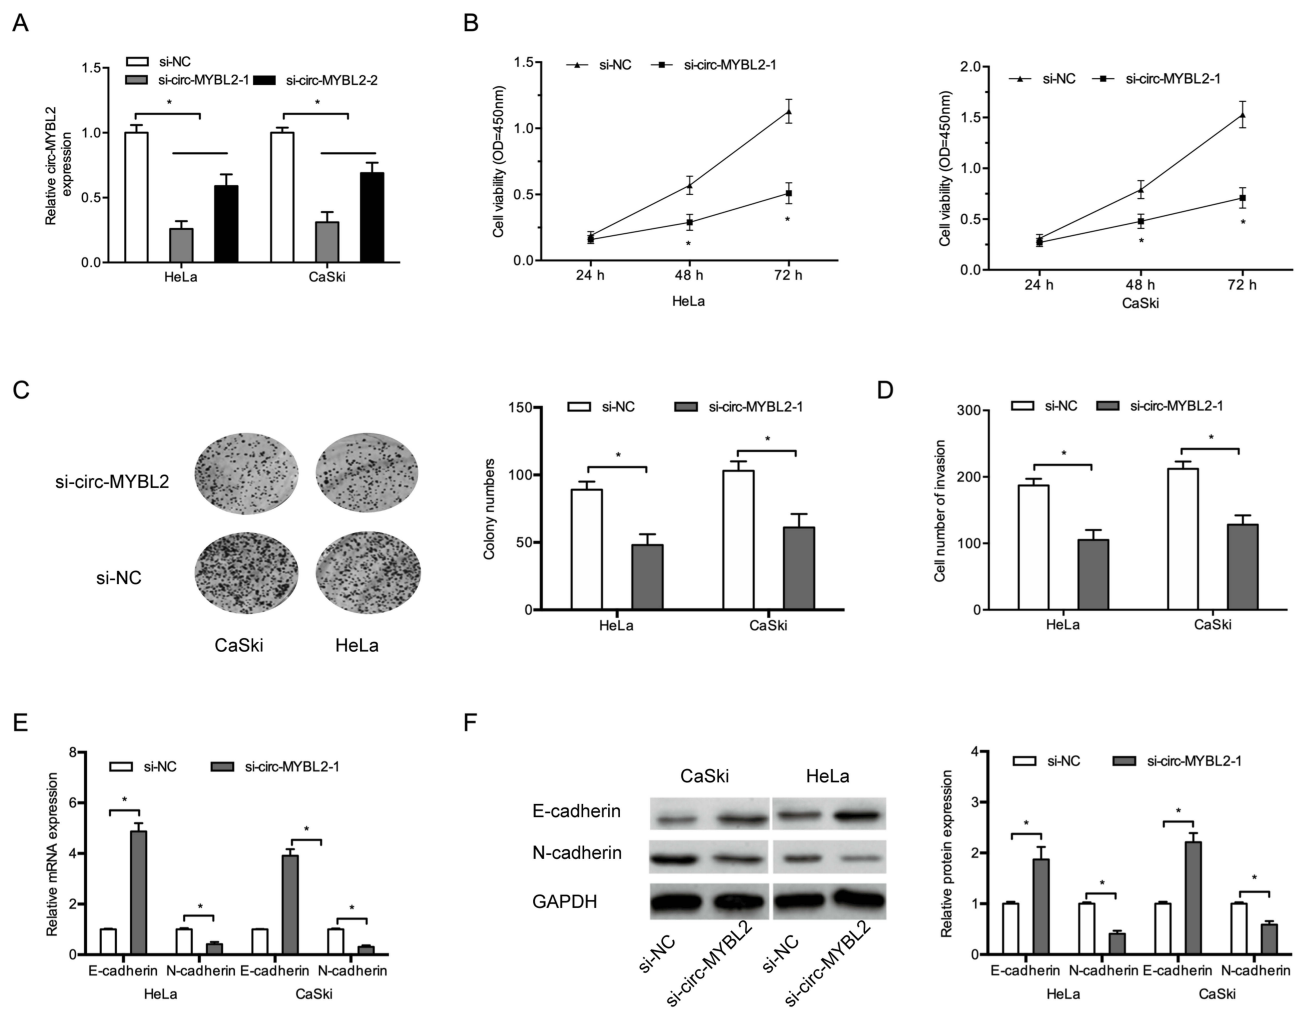 A
si-NC
si-circ-MYBL2-1
si-circ-MYBL2-2
Relative circ-MYBL2
expression
1.5
1.0
0.5
0.0
*
*
HeLa
CaSki
B
si-NC
si-circ-MYBL2-1
Cell viability (OD=450nm)
1.5
1.0
0.5
0.0
*
*
24 h
48 h
72 h
HeLa
si-NC
si-circ-MYBL2-1
Cell viability (OD=450nm)
2.0
1.5
1.0
0.5
0.0
*
*
24 h
48 h
72 h
CaSki
C
si-circ-MYBL2
si-NC
CaSki
HeLa
si-NC
si-circ-MYBL2-1
Colony numbers
150
100
50
0
*
*
HeLa
CaSki
D
si-NC
si-circ-MYBL2-1
Cell number of invasion
300
200
100
0
*
*
HeLa
CaSki
E
si-NC
si-circ-MYBL2-1
Relative mRNA expression
8
6
4
2
0
*
*
*
*
E-cadherin
N-cadherin
E-cadherin
N-cadherin
HeLa
CaSki
F
CaSki
HeLa
E-cadherin
N-cadherin
GAPDH
si-NC
si-circ-MYBL2
si-NC
si-circ-MYBL2
si-NC
si-circ-MYBL2-1
Relative protein expression
4
3
2
1
0
*
*
*
*
E-cadherin
N-cadherin
E-cadherin
N-cadherin
HeLa
CaSki